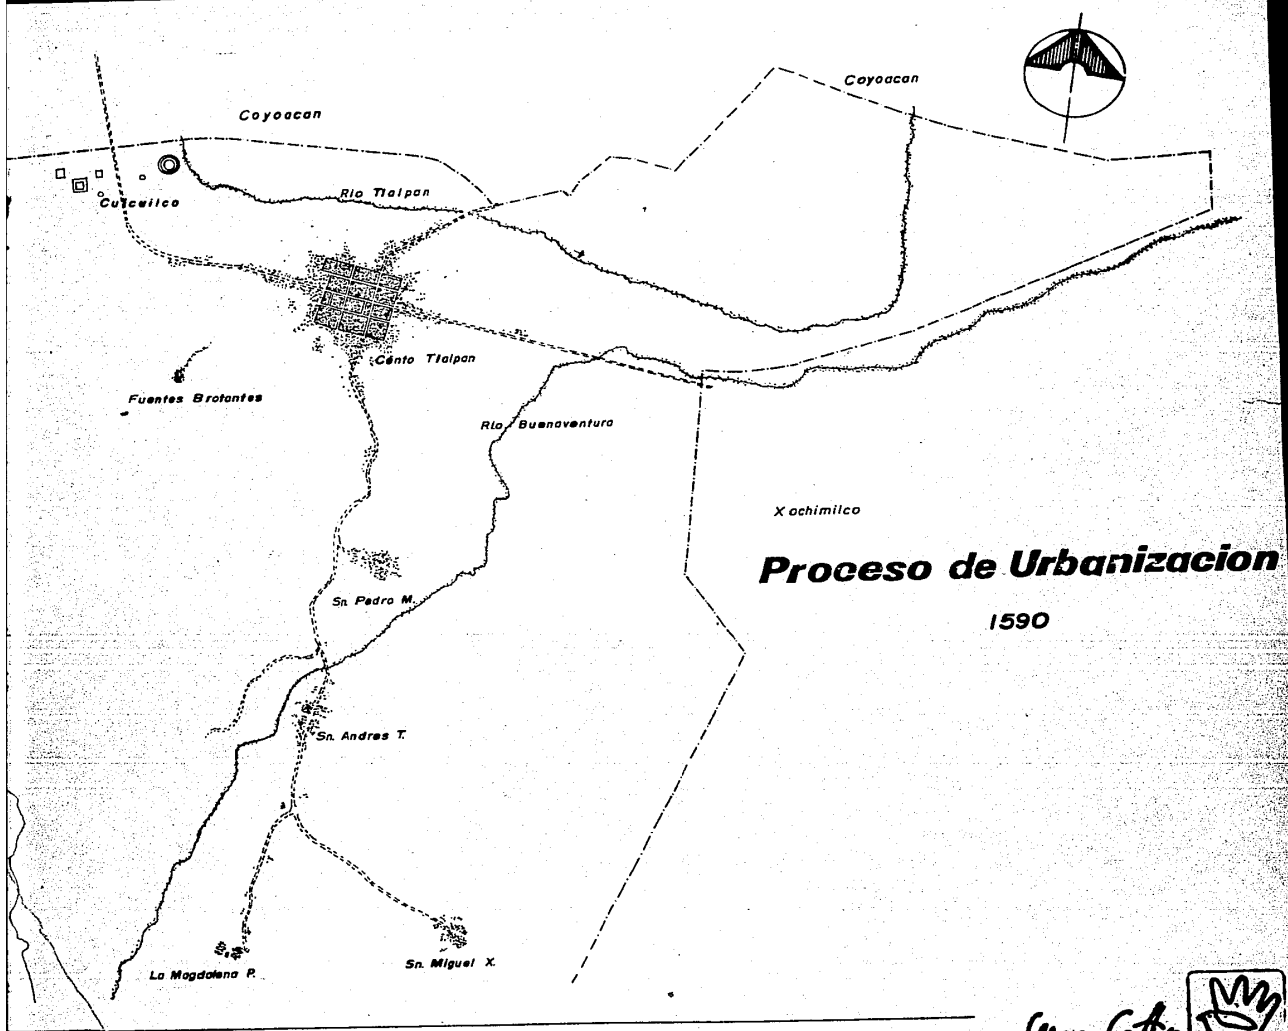 Coyoacan
Coyoacan
Rio Tlalpan
Cuicuilco
Cento Tlalpan
Fuentes Brotantes
Rio Buenaventura
Xochimilco
Proceso de Urbanizacion
1590
Sn. Pedro M.
Sn. Andres T.
Sn. Miguel X.
La Magdalena P.